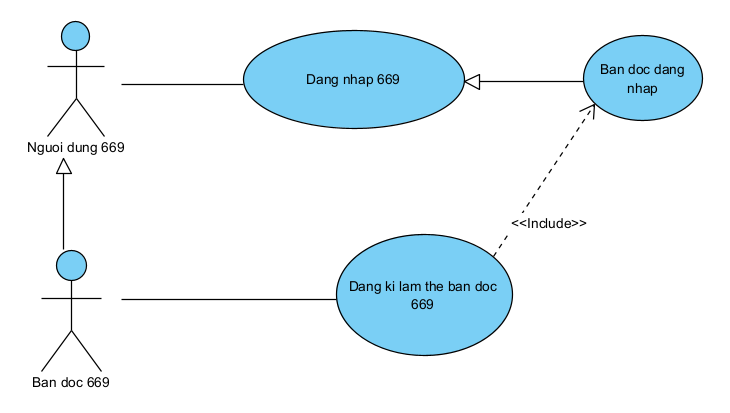 Dang nhap 669
Ban doc dang
nhap
Nguoi dung 669
<<Include>>
Dang ki lam the ban doc
669
Ban doc 669